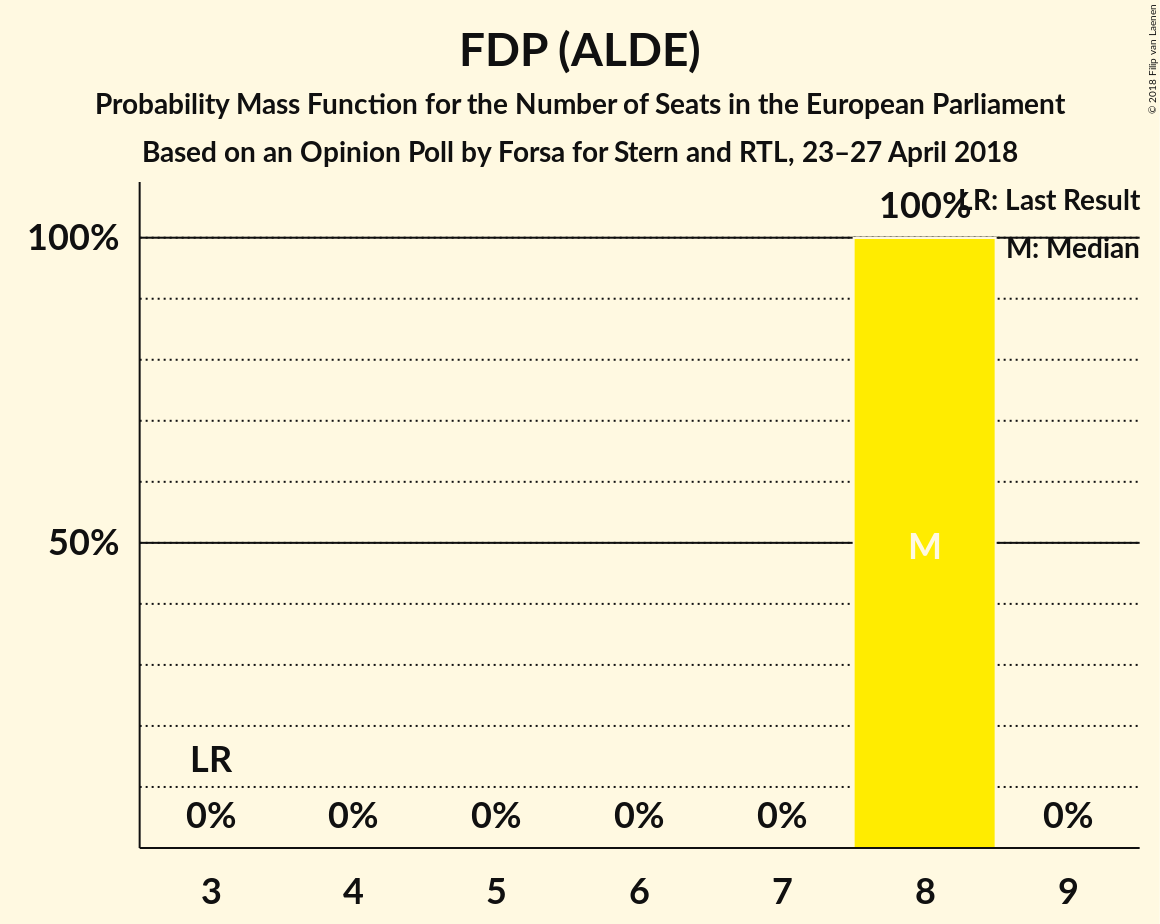 FDP (ALDE)
Probability Mass Function for the Number of Seats in the European Parliament
Based on an Opinion Poll by Forsa for Stern and RTL, 23–27 April 2018
© 2018 Filip van Laenen
LR: Last Result
M: Median
100%
100%
50%
M
LR
0%
0%
0%
0%
0%
0%
3
4
5
6
7
8
9